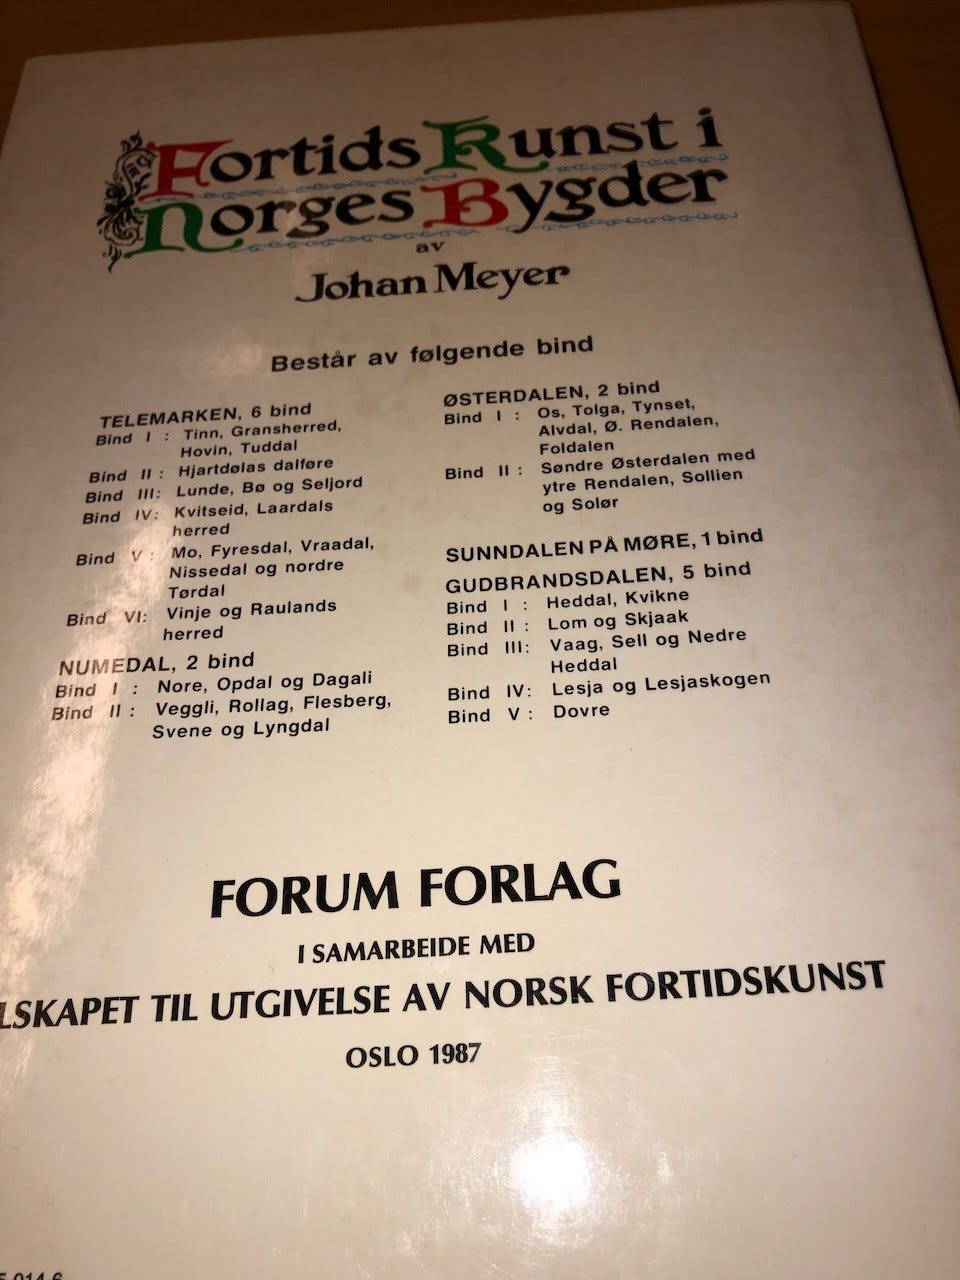 Fortids Kunst i
Norges Bygder
av
Johan Meyer
Består av følgende bind
TELEMARKEN, 6 bind
Bind I : Tinn, Gransherred,
Hovin, Tuddal
Bind II : Hjartdølas dalføre
Bind III: Lunde, Bø og Seljord
Bind IV: Kvitseid, Laardals
herred
Bind V : Mo, Fyresdal, Vraadal,
Nissedal og nordre
Tørdal
Bind VI: Vinje og Raulands
herred
NUMEDAL, 2 bind
Bind I : Nore, Opdal og Dagali
Bind II : Veggli, Rollag, Flesberg,
Svene og Lyngdal
ØSTERDALEN, 2 bind
Bind I : Os, Tolga, Tynset,
Alvdal, Ø. Rendalen,
Foldalen
Bind II : Søndre Østerdalen med
ytre Rendalen, Sollien
og Solør
SUNNDALEN PÅ MØRE, 1 bind
GUDBRANDSDALEN, 5 bind
Bind I : Heddal, Kvikne
Bind II : Lom og Skjaak
Bind III: Vaag, Sell og Nedre
Heddal
Bind IV: Lesja og Lesjaskogen
Bind V : Dovre
FORUM FORLAG
I SAMARBEIDE MED
LSKAPET TIL UTGIVELSE AV NORSK FORTIDSKUNST
OSLO 1987